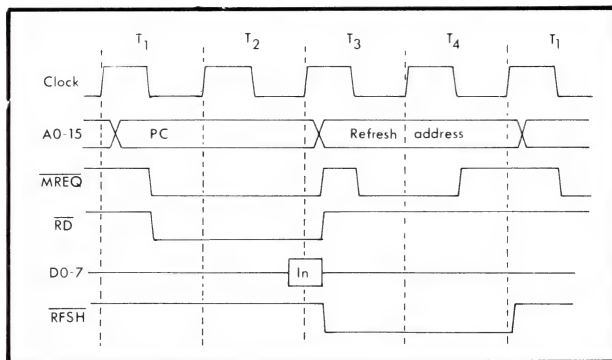 T1 T2 T3 T4 T1
Clock
A0-15 PC Refresh address
MREQ
RD
D0-7 In
RFSH